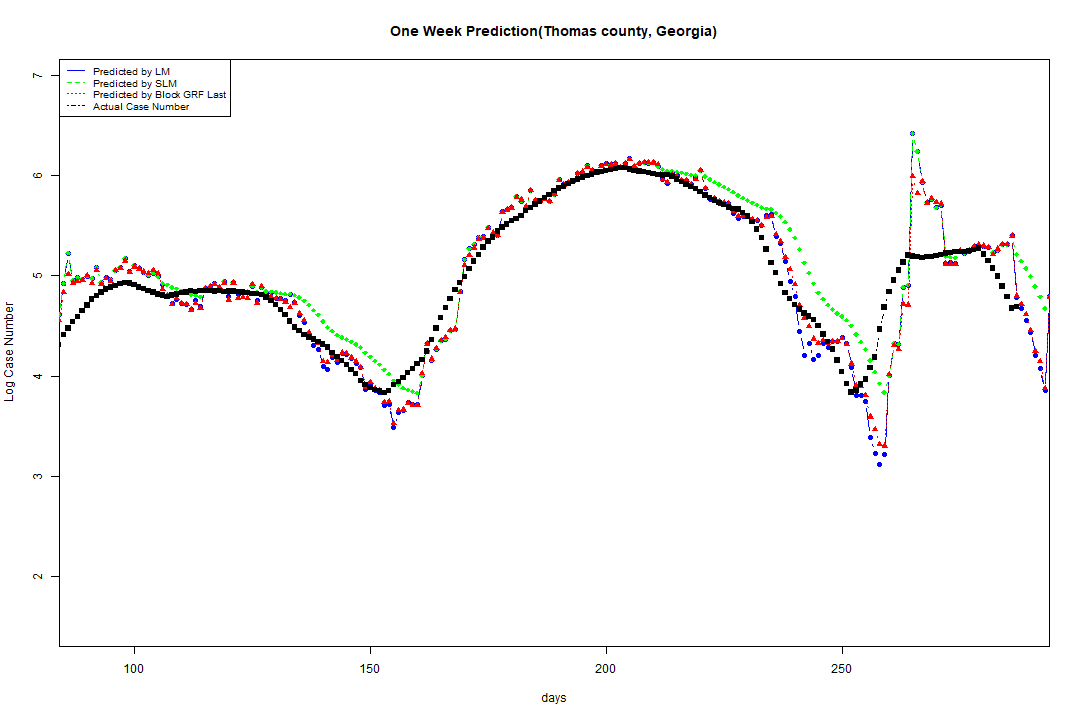 One Week Prediction(Thomas county, Georgia)
Predicted by LM
Predicted by SLM
Predicted by Block GRF Last
Actual Case Number
7
6
5
4
3
2
Log Case Number
100 150 200 250
days